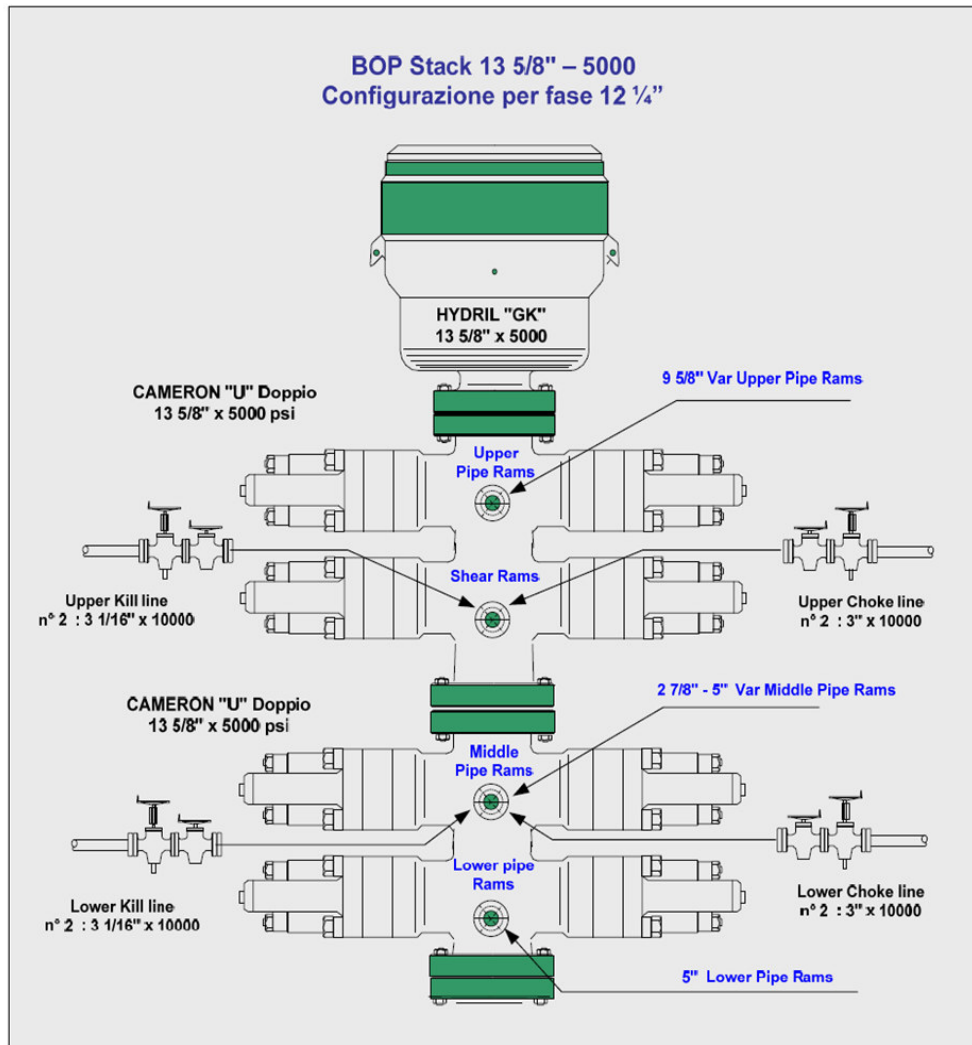 BOP Stack 13 5/8" – 5000
Configurazione per fase 12 ¼”
HYDRIL "GK"
13 5/8" x 5000
9 5/8" Var Upper Pipe Rams
CAMERON "U" Doppio
13 5/8" x 5000 psi
Upper
Pipe Rams
Shear Rams
Upper Kill line
n° 2 : 3 1/16" x 10000
Upper Choke line
n° 2 : 3" x 10000
2 7/8" - 5" Var Middle Pipe Rams
CAMERON "U" Doppio
13 5/8" x 5000 psi
Middle
Pipe Rams
Lower pipe
Rams
Lower Kill line
n° 2 : 3 1/16" x 10000
Lower Choke line
n° 2 : 3" x 10000
5" Lower Pipe Rams